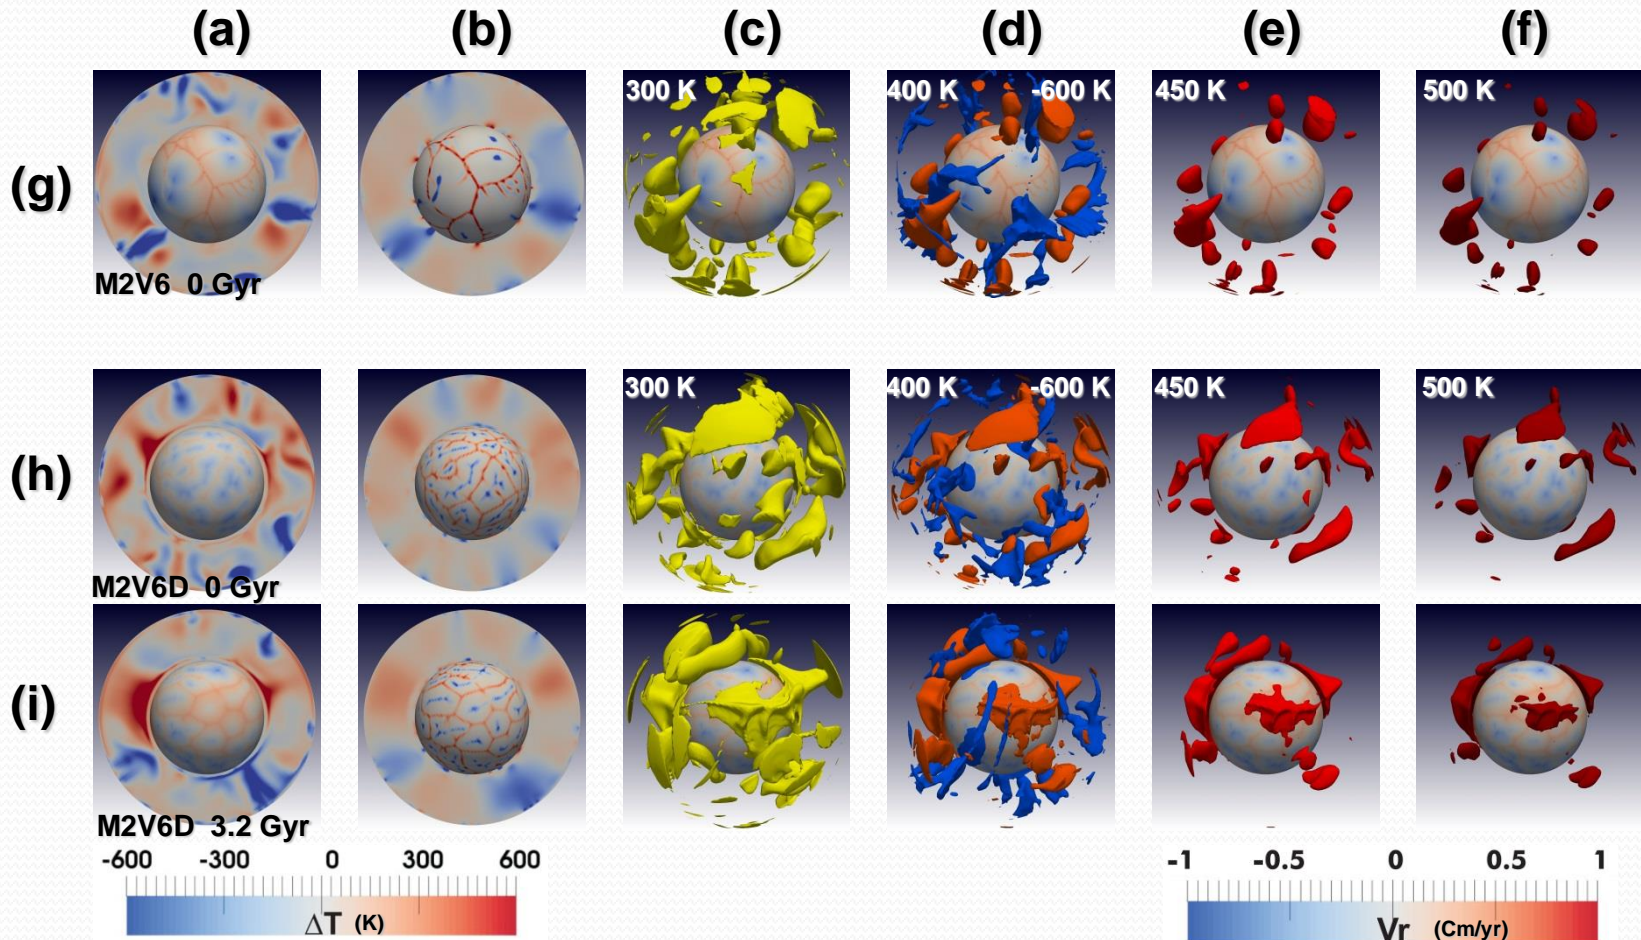 (a) (b) (c) (d) (e) (f)
(g)
300 K 400 K -600 K 450 K 500 K
M2V6 0 Gyr
(h)
300 K 400 K -600 K 450 K 500 K
M2V6D 0 Gyr
(i)
M2V6D 3.2 Gyr
-600 -300 0 300 600
ΔT (K)
-1 -0.5 0 0.5 1
Vr (Cm/yr)